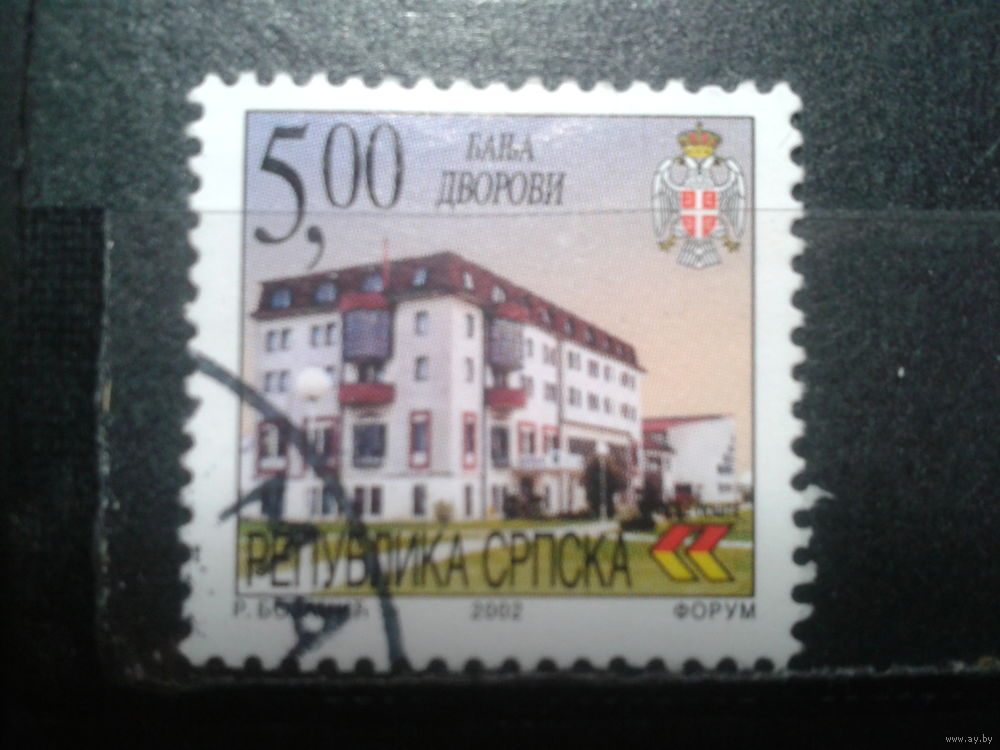 5,00
БАЊА
ДВОРОВИ
РЕПУБЛИКА СРПСКА
Р. 2002 ФОРУМ
www.ay.by